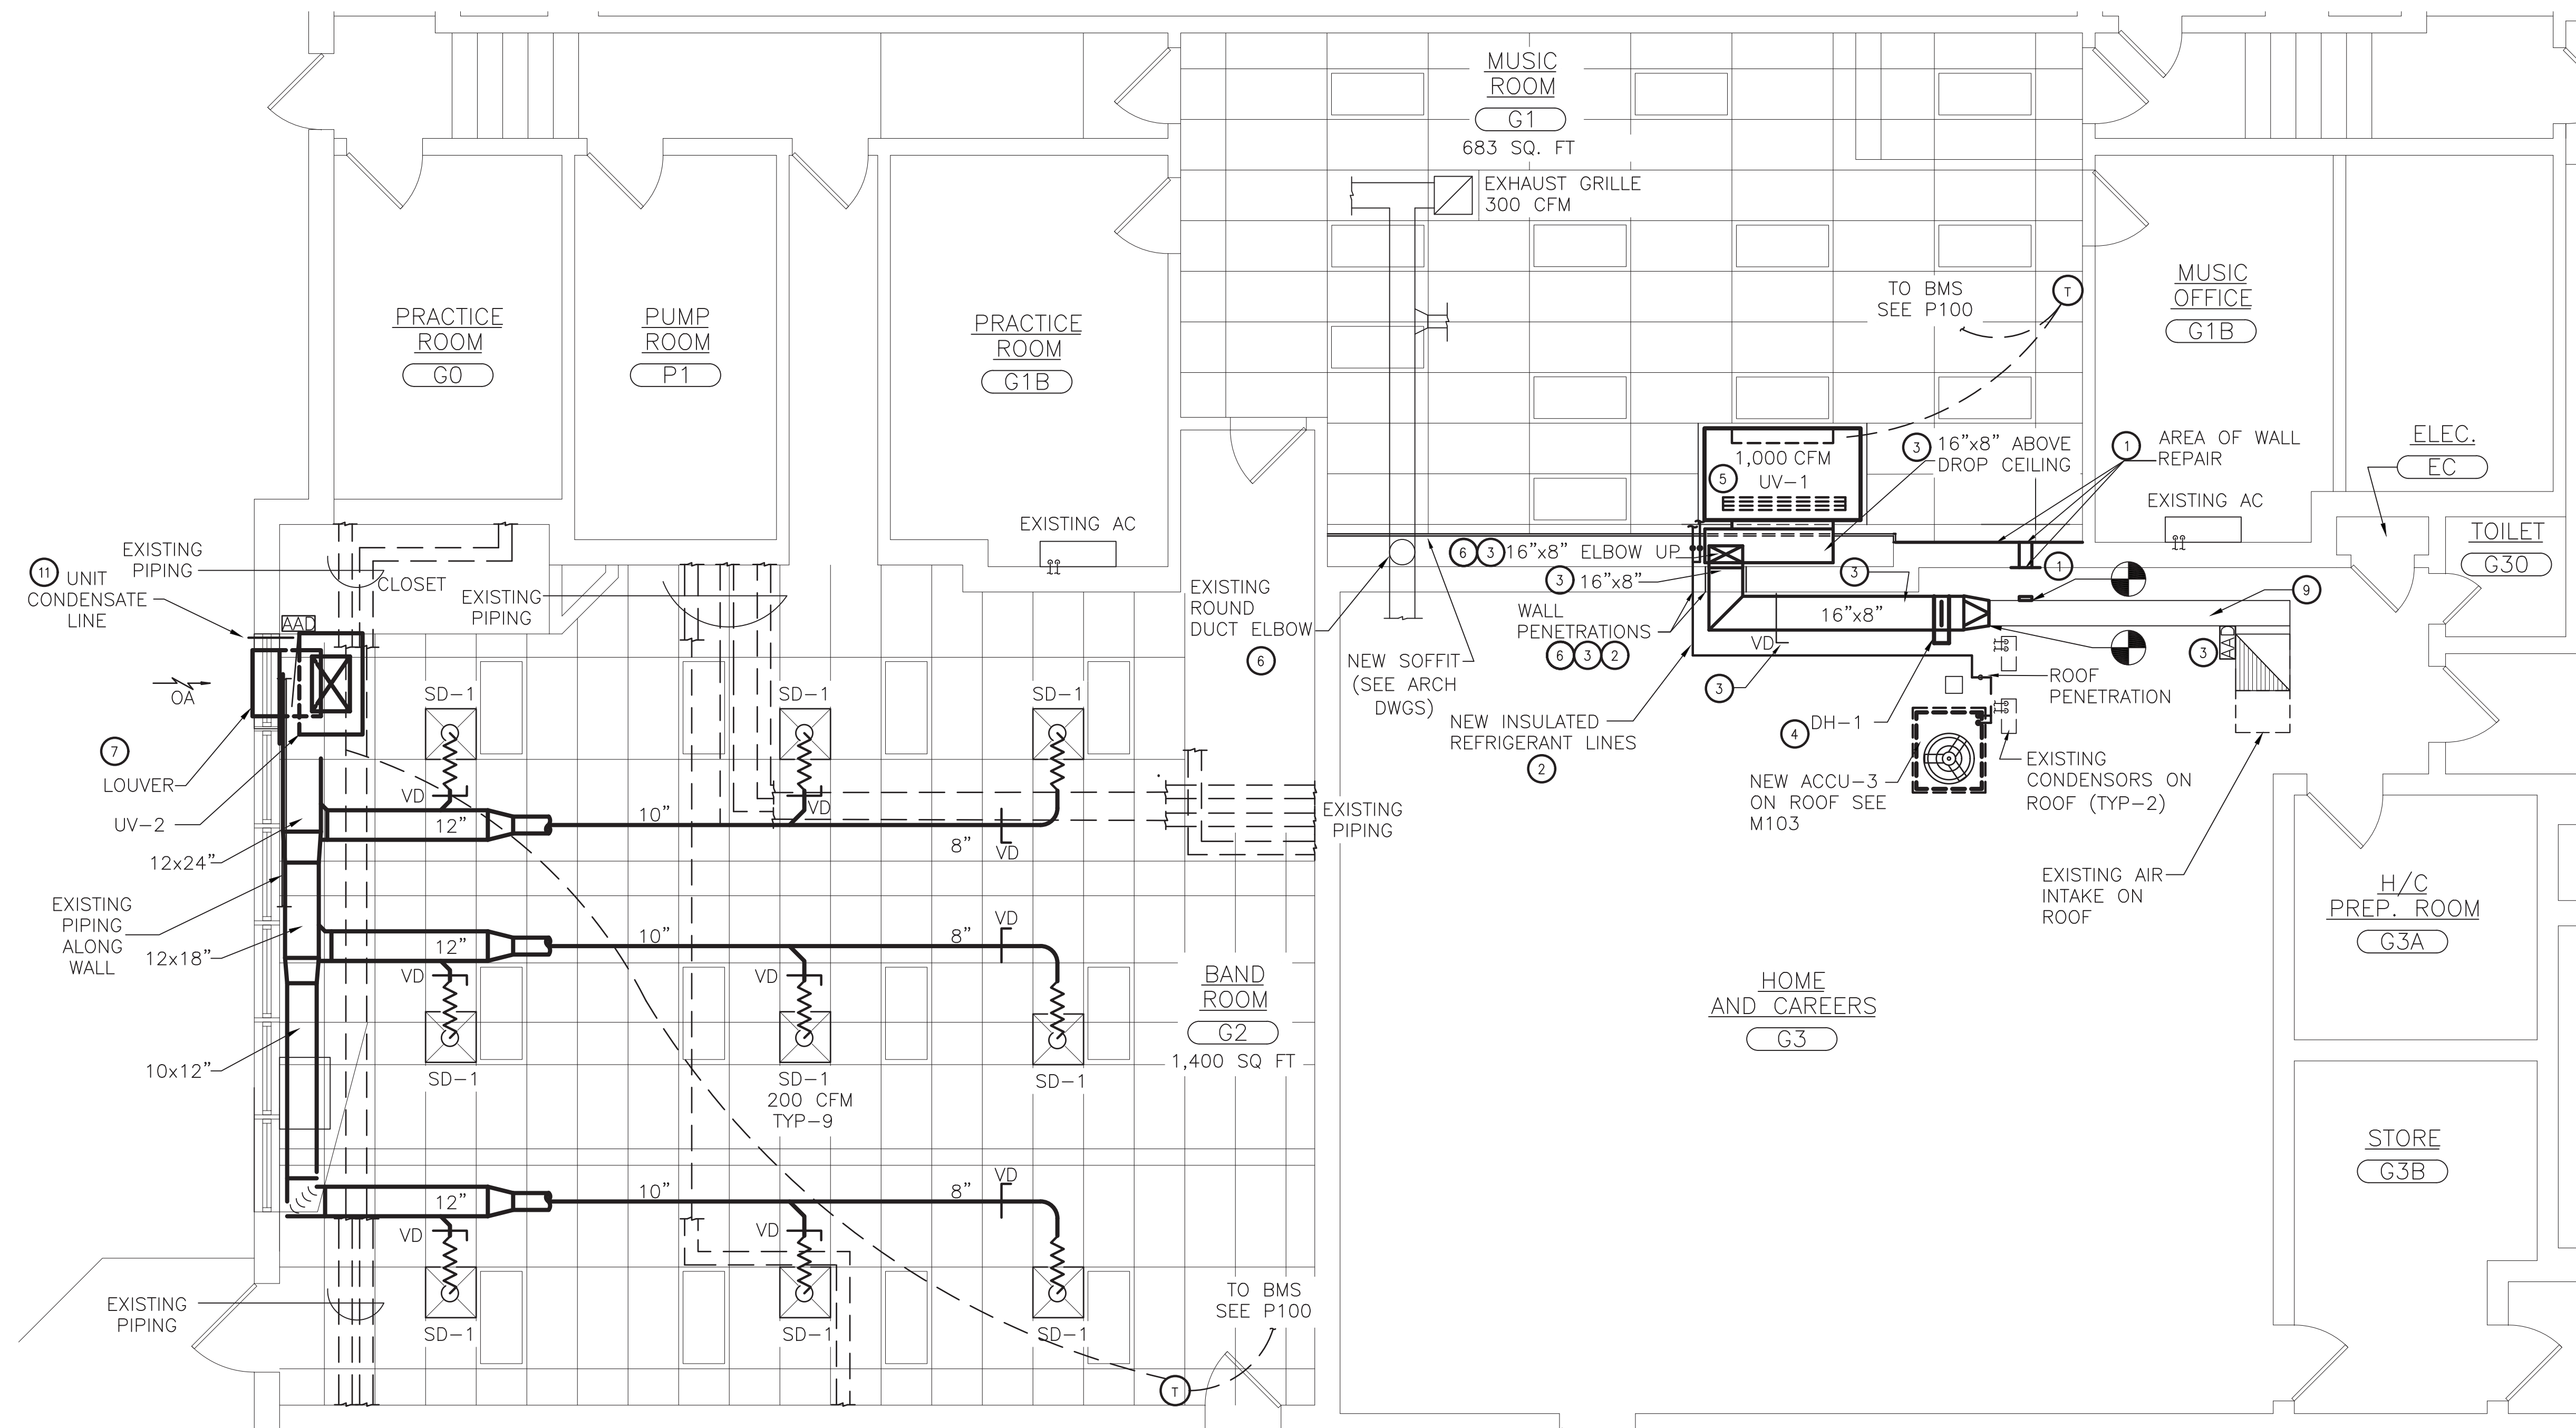 MUSIC
ROOM
G1
683 SQ. FT
EXHAUST GRILLE
300 CFM
PRACTICE
ROOM
G0
PUMP
ROOM
P1
PRACTICE
ROOM
G1B
TO BMS
SEE P100
T
MUSIC
OFFICE
G1B
ELEC.
EC
TOILET
G30
1,000 CFM
5
UV-1
3
16"x8" ABOVE
DROP CEILING
1
AREA OF WALL
REPAIR
EXISTING AC
EXISTING AC
6
3
16"x8" ELBOW UP
3
16"x8"
3
1
9
16"x8"
WALL
PENETRATIONS
6
3
2
VD
3
EXISTING
ROUND
DUCT ELBOW
6
NEW SOFFIT
(SEE ARCH
DWGS)
NEW INSULATED
REFRIGERANT LINES
2
4
DH-1
ROOF
PENETRATION
3
AAD
NEW ACCU-3
ON ROOF SEE
M103
EXISTING
CONDENSORS ON
ROOF (TYP-2)
EXISTING AIR
INTAKE ON
ROOF
11
UNIT
CONDENSATE
LINE
EXISTING
PIPING
CLOSET
EXISTING
PIPING
AAD
OA
7
LOUVER
UV-2
12x24"
EXISTING
PIPING
ALONG
WALL
12x18"
10x12"
SD-1
SD-1
SD-1
VD
VD
12"
10"
8"
VD
EXISTING
PIPING
12"
10"
8"
VD
VD
VD
SD-1
SD-1
200 CFM
TYP-9
SD-1
BAND
ROOM
G2
1,400 SQ FT
12"
10"
8"
VD
VD
VD
SD-1
SD-1
SD-1
EXISTING
PIPING
TO BMS
SEE P100
T
HOME
AND CAREERS
G3
H/C
PREP. ROOM
G3A
STORE
G3B